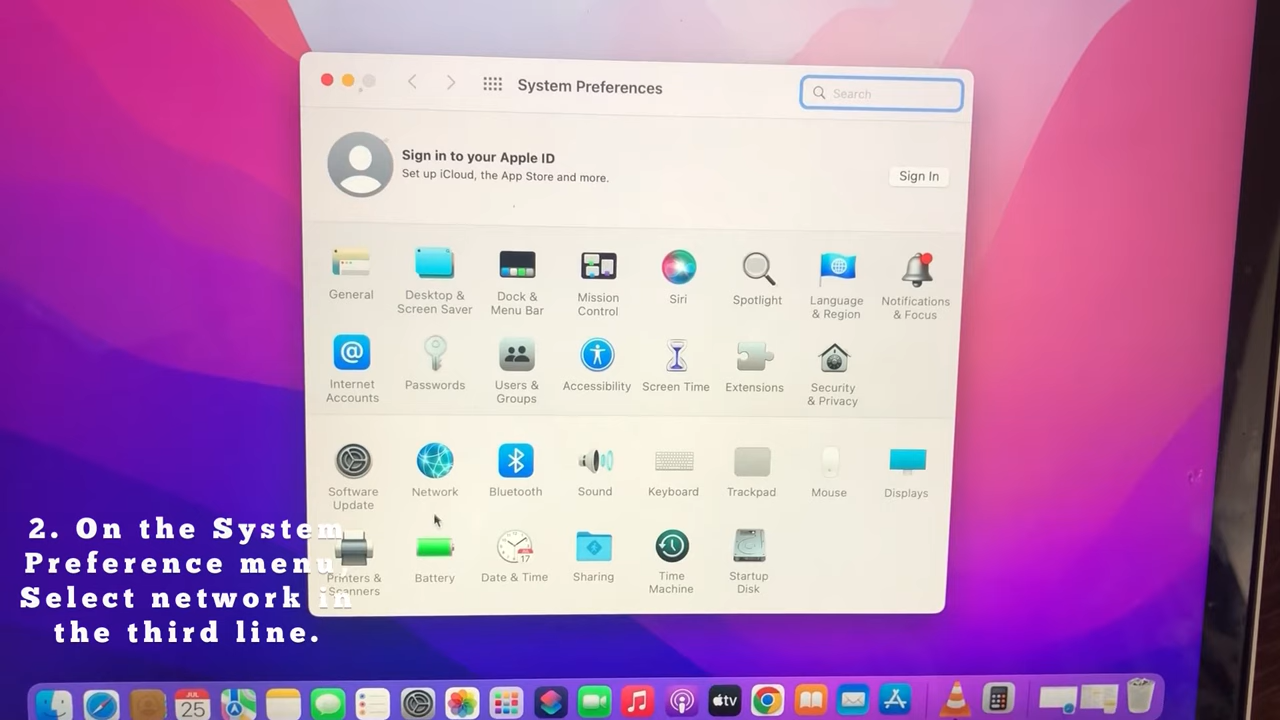 System Preferences
Search
Sign in to your Apple ID
Set up iCloud, the App Store and more.
Sign In
General
Desktop &
Screen Saver
Dock &
Menu Bar
Mission
Control
Siri
Spotlight
Language
& Region
Notifications
& Focus
Internet
Accounts
Passwords
Users &
Groups
Accessibility
Screen Time
Extensions
Security
& Privacy
Software
Update
Network
Bluetooth
Sound
Keyboard
Trackpad
Mouse
Displays
Printers &
Scanners
Battery
Date & Time
Sharing
Time
Machine
Startup
Disk
2. On the System
Preference menu,
Select network in
the third line.
JUL
17
JUL
25
tv